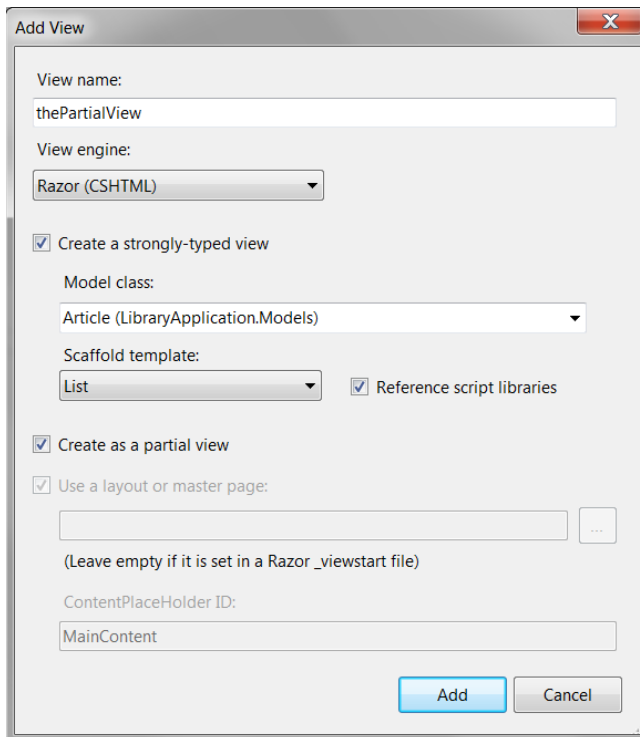 Add View
View name:
thePartialView
View engine:
Razor (CSHTML)
Create a strongly-typed view
Model class:
Article (LibraryApplication.Models)
Scaffold template:
List
Reference script libraries
Create as a partial view
Use a layout or master page:
...
(Leave empty if it is set in a Razor _viewstart file)
ContentPlaceHolder ID:
MainContent
Add
Cancel